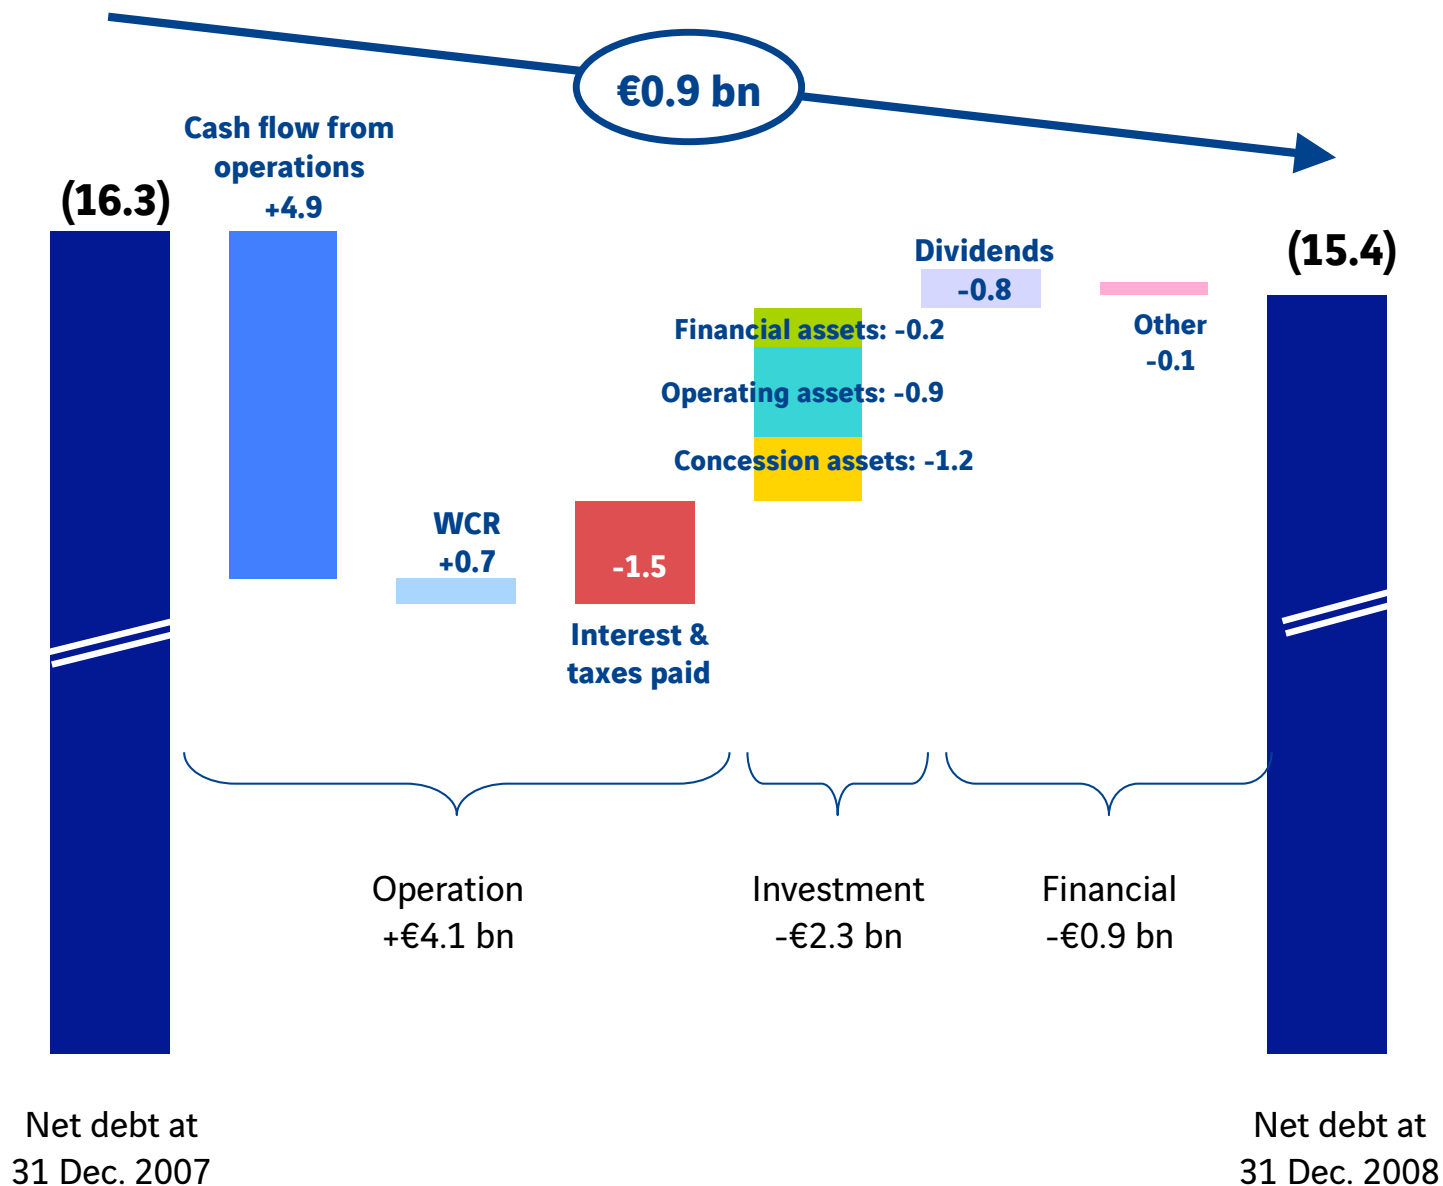 €0.9 bn
Cash flow from
operations
+4.9
(16.3)
Dividends
-0.8
(15.4)
Financial assets: -0.2
Other
-0.1
Operating assets: -0.9
Concession assets: -1.2
WCR
+0.7
-1.5
Interest &
taxes paid
Operation
+€4.1 bn
Investment
-€2.3 bn
Financial
-€0.9 bn
Net debt at
31 Dec. 2007
Net debt at
31 Dec. 2008